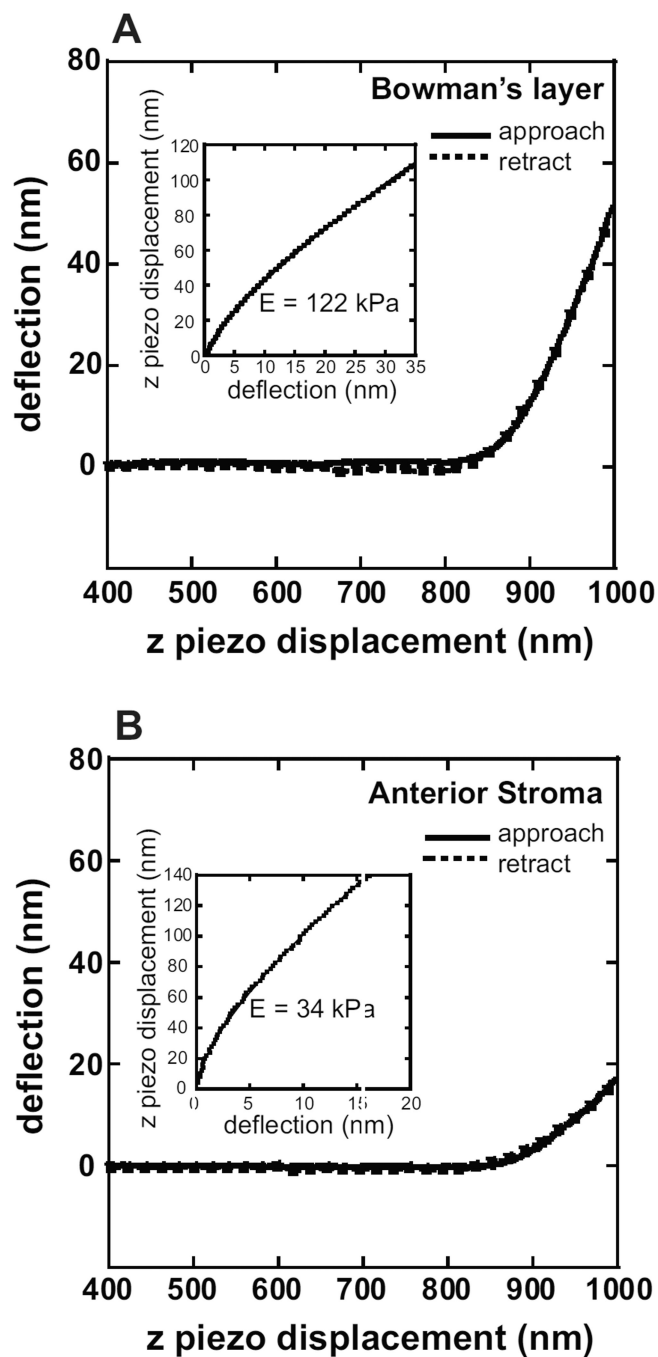 A
80
60
40
20
0
deflection (nm)
Bowman's layer
approach
retract
z piezo displacement (nm)
120
100
80
60
40
20
0
E = 122 kPa
0 5 10 15 20 25 30 35
deflection (nm)
400 500 600 700 800 900 1000
z piezo displacement (nm)
B
80
60
40
20
0
deflection (nm)
Anterior Stroma
approach
retract
z piezo displacement (nm)
140
120
100
80
60
40
20
0
E = 34 kPa
0 5 10 15 20
deflection (nm)
400 500 600 700 800 900 1000
z piezo displacement (nm)